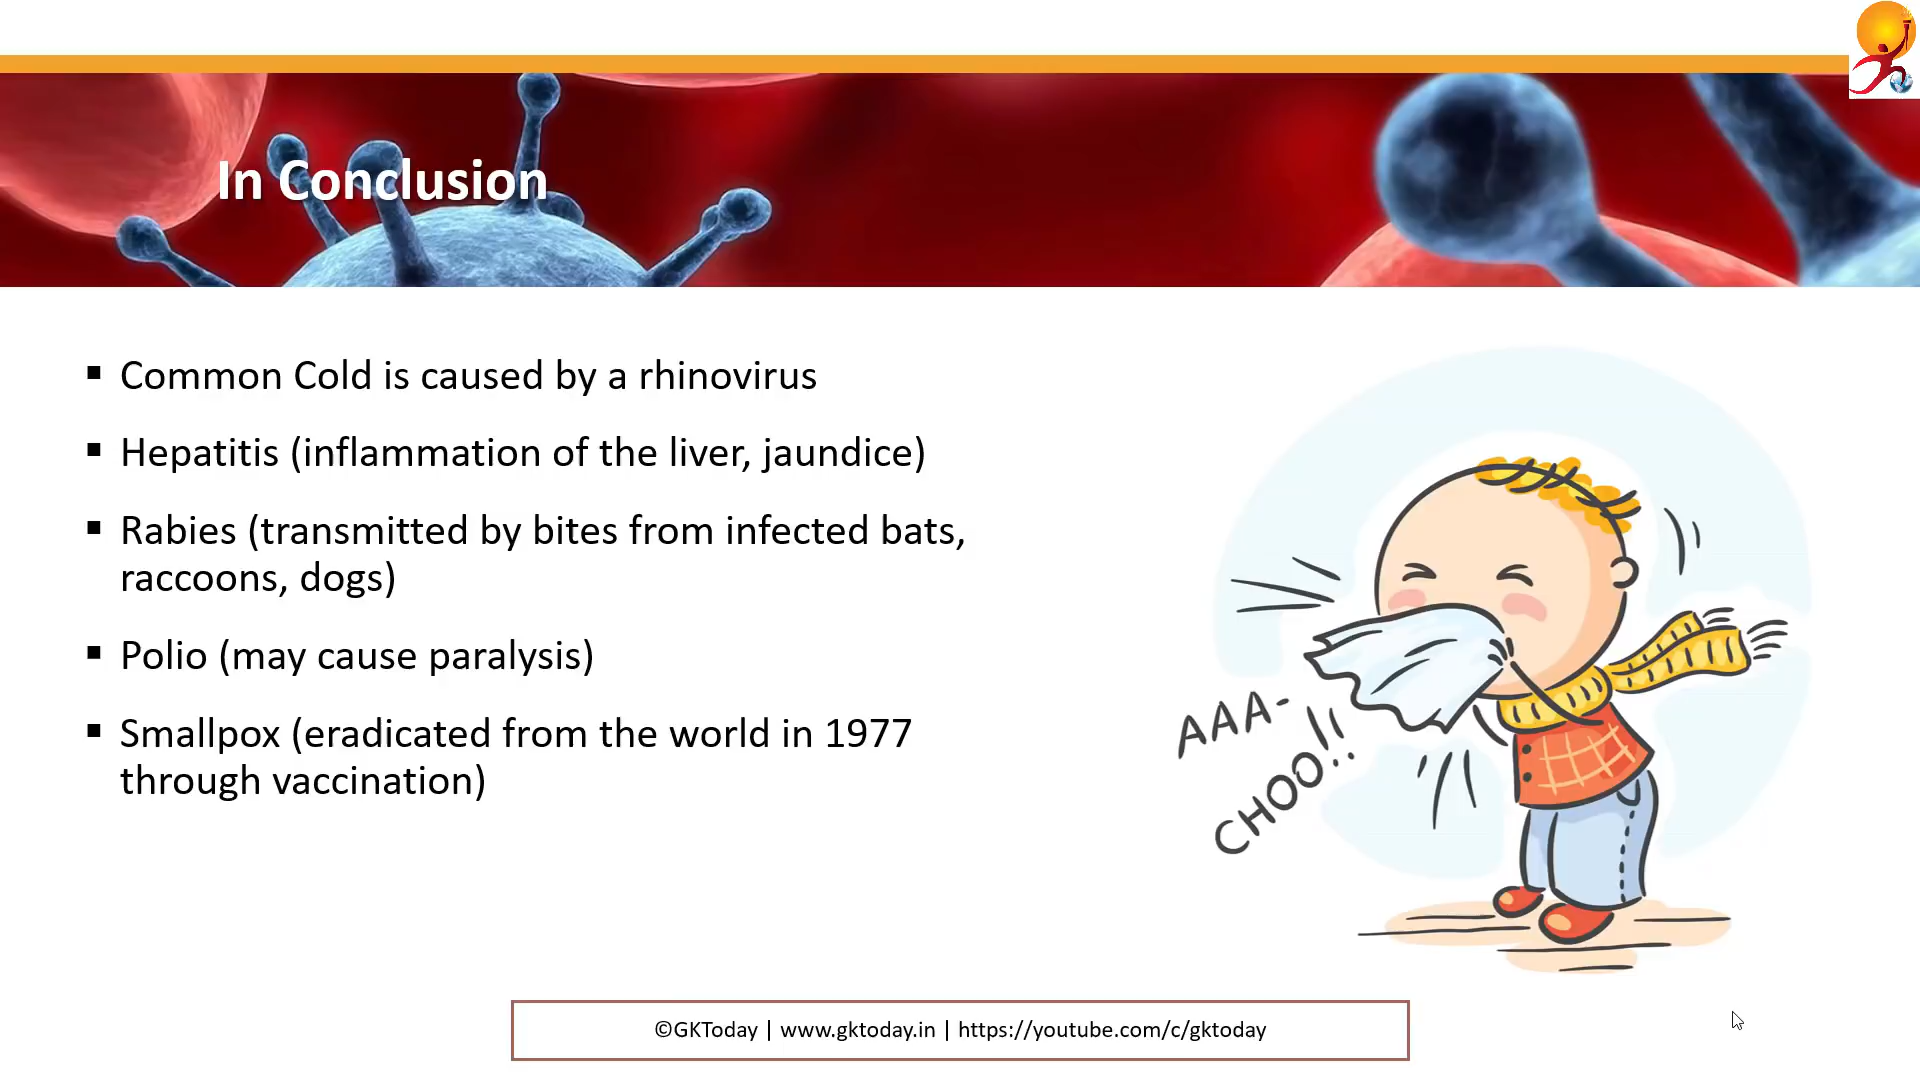 In Conclusion
▪ Common Cold is caused by a rhinovirus
▪ Hepatitis (inflammation of the liver, jaundice)
▪ Rabies (transmitted by bites from infected bats,
raccoons, dogs)
▪ Polio (may cause paralysis)
▪ Smallpox (eradicated from the world in 1977
through vaccination)
AAA-
CHOO!!
©GKToday | www.gktoday.in | https://youtube.com/c/gktoday